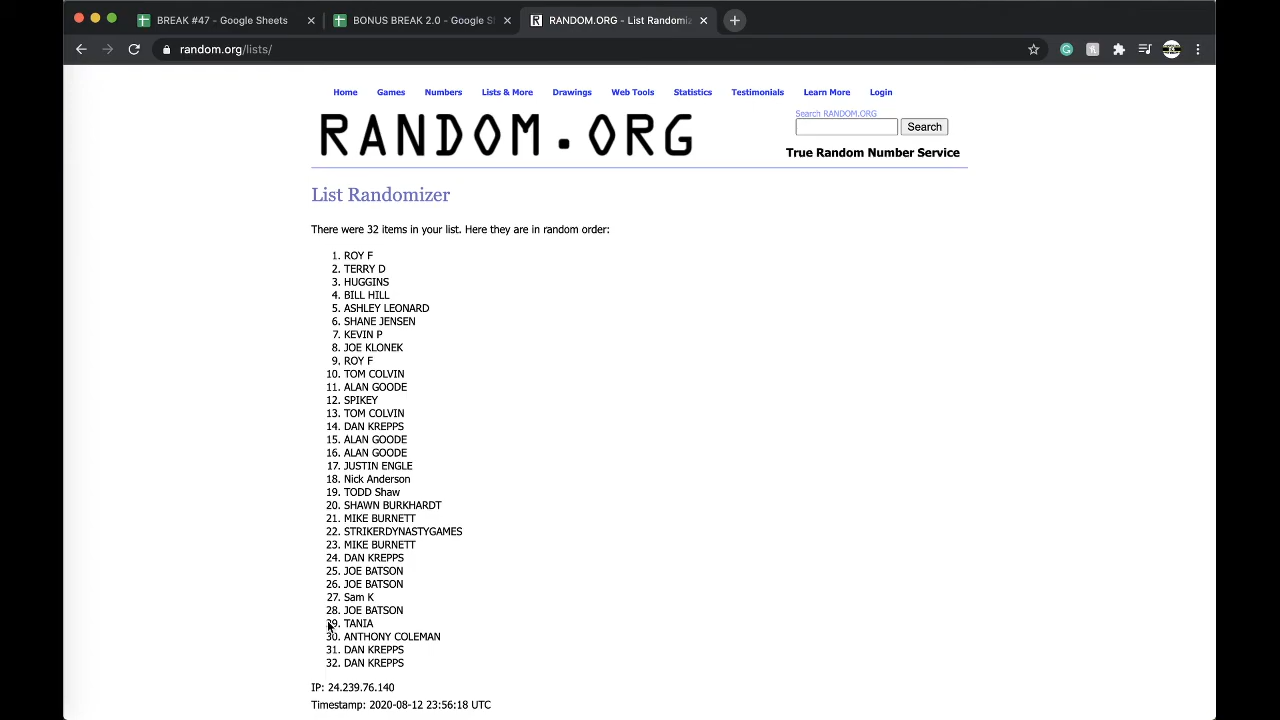 BREAK #47 - Google Sheets
BONUS BREAK 2.0 - Google S
RANDOM.ORG - List Randomiz
random.org/lists/
Home Games Numbers Lists & More Drawings Web Tools Statistics Testimonials Learn More Login
Search RANDOM.ORG
RANDOM.ORG
Search
True Random Number Service
List Randomizer
There were 32 items in your list. Here they are in random order:
1. ROY F
2. TERRY D
3. HUGGINS
4. BILL HILL
5. ASHLEY LEONARD
6. SHANE JENSEN
7. KEVIN P
8. JOE KLONEK
9. ROY F
10. TOM COLVIN
11. ALAN GOODE
12. SPIKEY
13. TOM COLVIN
14. DAN KREPPS
15. ALAN GOODE
16. ALAN GOODE
17. JUSTIN ENGLE
18. Nick Anderson
19. TODD Shaw
20. SHAWN BURKHARDT
21. MIKE BURNETT
22. STRIKERDYNASTYGAMES
23. MIKE BURNETT
24. DAN KREPPS
25. JOE BATSON
26. JOE BATSON
27. Sam K
28. JOE BATSON
29. TANIA
30. ANTHONY COLEMAN
31. DAN KREPPS
32. DAN KREPPS
IP: 24.239.76.140
Timestamp: 2020-08-12 23:56:18 UTC